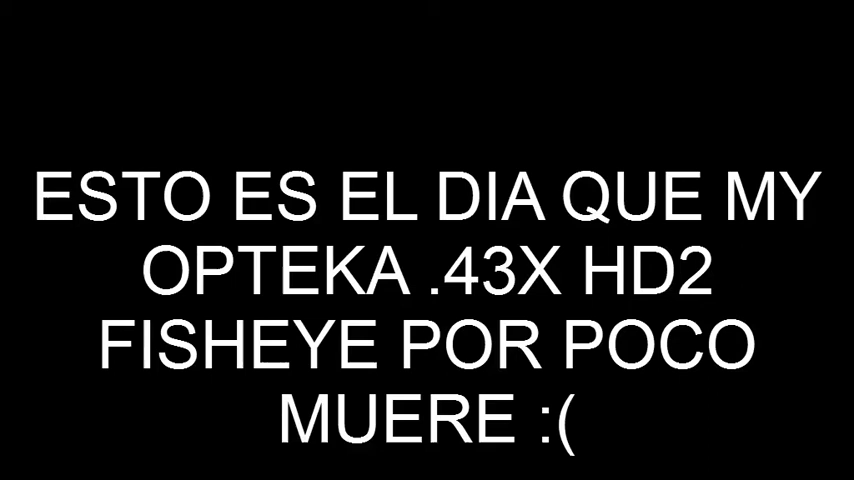 ESTO ES EL DIA QUE MY
OPTEKA .43X HD2
FISHEYE POR POCO
MUERE :(